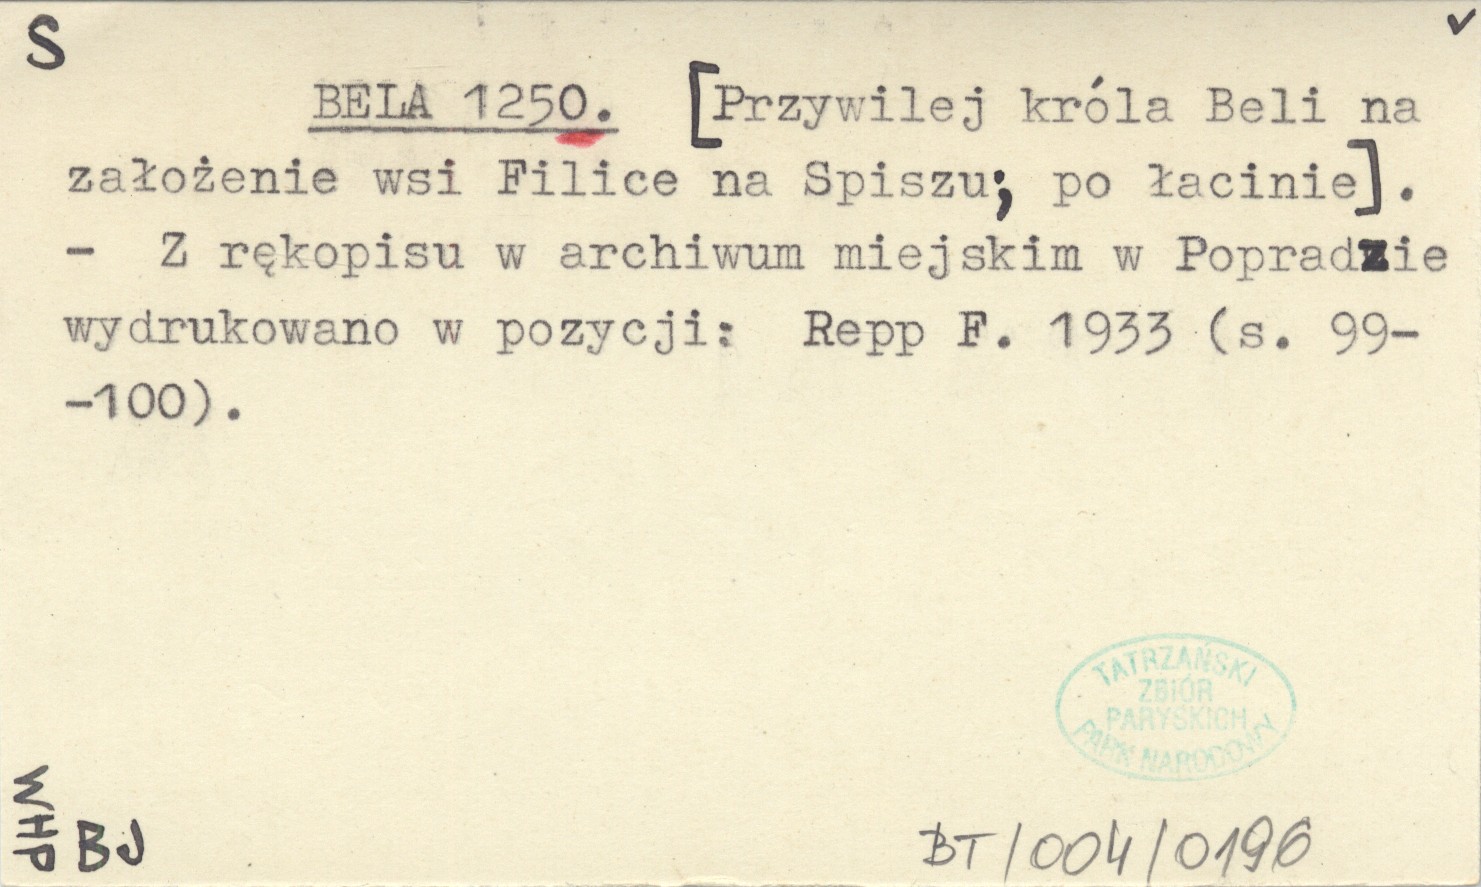 S
✓
BELA 1250. [Przywilej króla Beli na
założenie wsi Filice na Spiszu; po łacinie].
- Z rękopisu w archiwum miejskim w Popradzie
wydrukowano w pozycji: Repp F. 1933 (s. 99-
-100).
TATRZAŃSKI
ZBIÓR
PARYSKICH
PARK NARODOWY
WHP
BJ
BT/004/0196